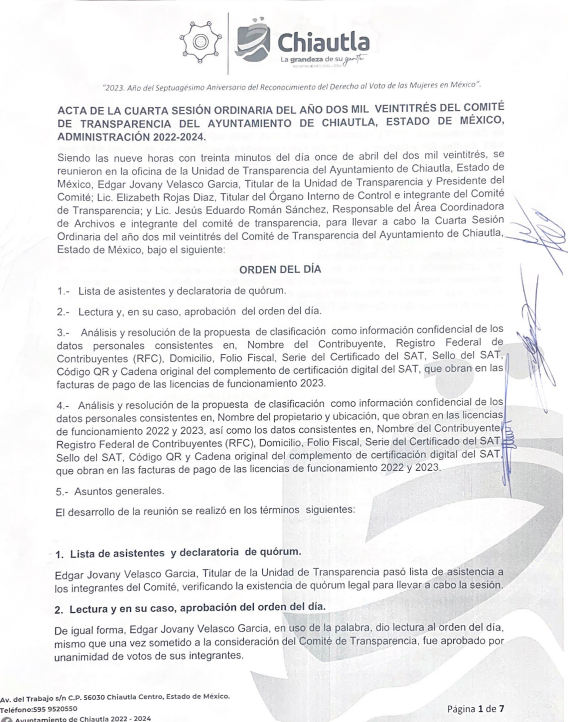 Chiautla
La grandeza de su gente
"2023. Año del Septuagésimo Aniversario del Reconocimiento del Derecho al Voto de las Mujeres en México".
ACTA DE LA CUARTA SESIÓN ORDINARIA DEL AÑO DOS MIL VEINTITRÉS DEL COMITÉ
DE TRANSPARENCIA DEL AYUNTAMIENTO DE CHIAUTLA, ESTADO DE MÉXICO,
ADMINISTRACIÓN 2022-2024.
Siendo las nueve horas con treinta minutos del día once de abril del dos mil veintitrés, se
reunieron en la oficina de la Unidad de Transparencia del Ayuntamiento de Chiautla, Estado de
México, Edgar Jovany Velasco Garcia, Titular de la Unidad de Transparencia y Presidente del
Comité; Lic. Elizabeth Rojas Diaz, Titular del Órgano Interno de Control e integrante del Comité
de Transparencia; y Lic. Jesús Eduardo Román Sánchez, Responsable del Área Coordinadora
de Archivos e integrante del comité de transparencia, para llevar a cabo la Cuarta Sesión
Ordinaria del año dos mil veintitrés del Comité de Transparencia del Ayuntamiento de Chiautla,
Estado de México, bajo el siguiente:
ORDEN DEL DÍA
1.- Lista de asistentes y declaratoria de quórum.
2.- Lectura y, en su caso, aprobación del orden del día.
3.- Análisis y resolución de la propuesta de clasificación como información confidencial de los
datos personales consistentes en, Nombre del Contribuyente, Registro Federal de
Contribuyentes (RFC), Domicilio, Folio Fiscal, Serie del Certificado del SAT, Sello del SAT,
Código QR y Cadena original del complemento de certificación digital del SAT, que obran en las
facturas de pago de las licencias de funcionamiento 2023.
4.- Análisis y resolución de la propuesta de clasificación como información confidencial de los
datos personales consistentes en, Nombre del propietario y ubicación, que obran en las licencias
de funcionamiento 2022 y 2023, así como los datos consistentes en, Nombre del Contribuyente
Registro Federal de Contribuyentes (RFC), Domicilio, Folio Fiscal, Serie del Certificado del SAT,
Sello del SAT, Código QR y Cadena original del complemento de certificación digital del SAT,
que obran en las facturas de pago de las licencias de funcionamiento 2022 y 2023.
5.- Asuntos generales.
El desarrollo de la reunión se realizó en los términos siguientes:
1. Lista de asistentes y declaratoria de quórum.
Edgar Jovany Velasco Garcia, Titular de la Unidad de Transparencia pasó lista de asistencia a
los integrantes del Comité, verificando la existencia de quórum legal para llevar a cabo la sesión.
2. Lectura y en su caso, aprobación del orden del día.
De igual forma, Edgar Jovany Velasco Garcia, en uso de la palabra, dio lectura al orden del día,
mismo que una vez sometido a la consideración del Comité de Transparencia, fue aprobado por
unanimidad de votos de sus integrantes.
Av. del Trabajo s/n C.P. 56030 Chiautla Centro, Estado de México.
Teléfono:595 9520550
Ayuntamiento de Chiautla 2022 - 2024
Página 1 de 7